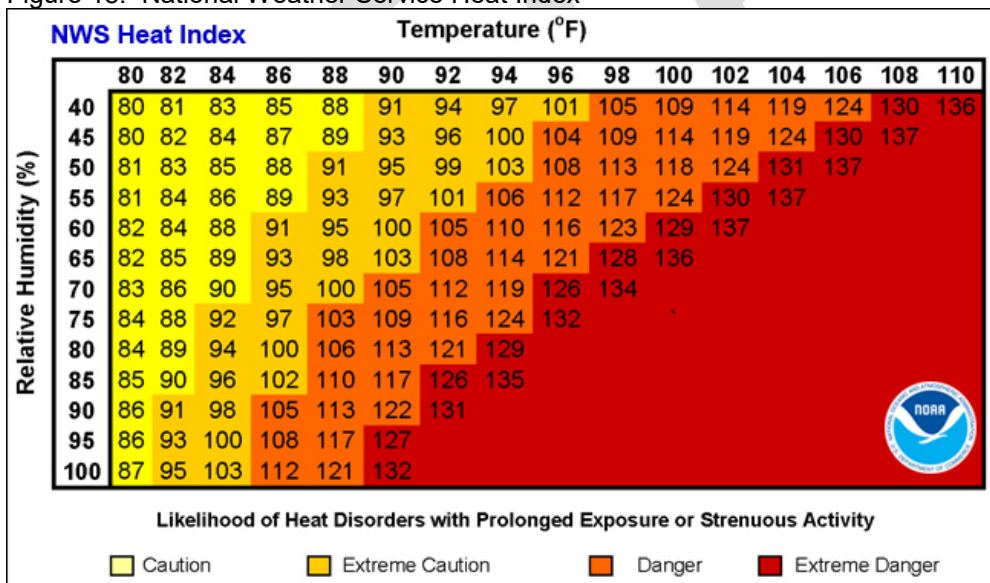 Figure 15. National Weather Service Heat Index
NWS Heat Index
Temperature (°F)
80 82 84 86 88 90 92 94 96 98 100 102 104 106 108 110
40 80 81 83 85 88 91 94 97 101 105 109 114 119 124 130 136
45 80 82 84 87 89 93 96 100 104 109 114 119 124 130 137
50 81 83 85 88 91 95 99 103 108 113 118 124 131 137
55 81 84 86 89 93 97 101 106 112 117 124 130 137
60 82 84 88 91 95 100 105 110 116 123 129 137
65 82 85 89 93 98 103 108 114 121 128 136
70 83 86 90 95 100 105 112 119 126 134
75 84 88 92 97 103 109 116 124 132
80 84 89 94 100 106 113 121 129
85 85 90 96 102 110 117 126 135
90 86 91 98 105 113 122 131
95 86 93 100 108 117 127
100 87 95 103 112 121 132
Relative Humidity (%)
NOAA
Likelihood of Heat Disorders with Prolonged Exposure or Strenuous Activity
Caution Extreme Caution Danger Extreme Danger